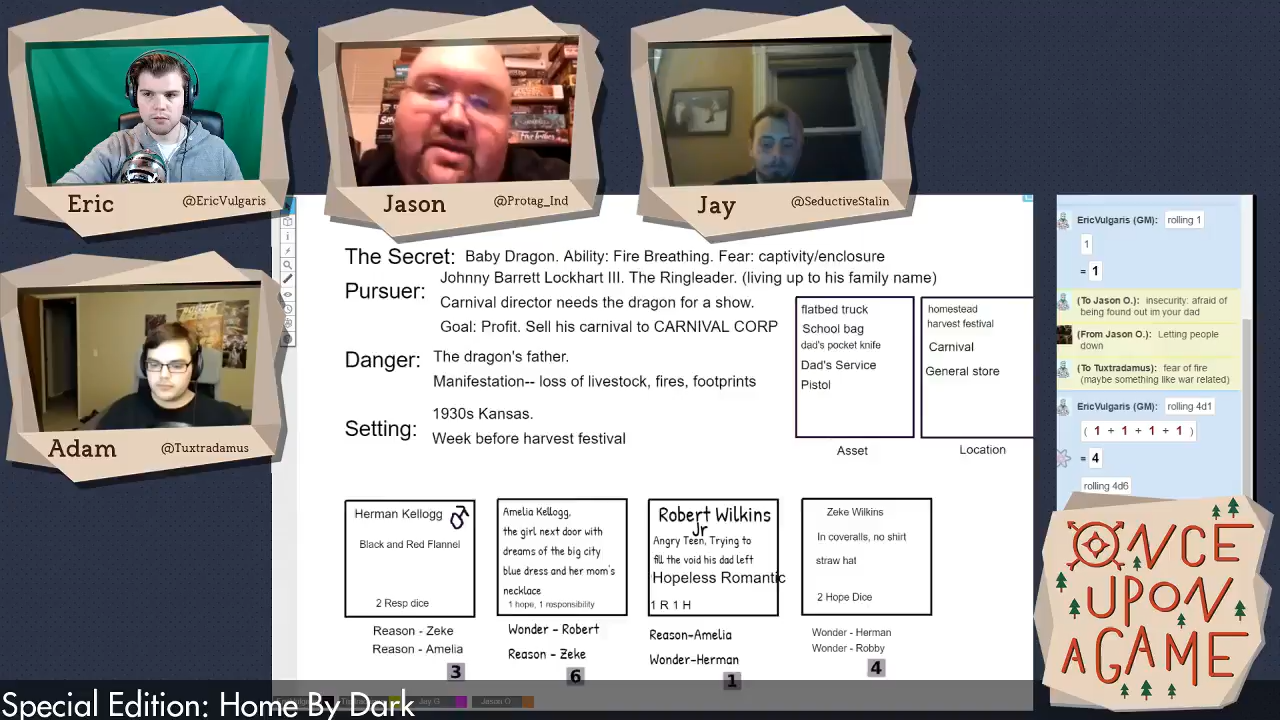 Eric @EricVulgaris
Jason @Protag_Ind
Jay @SeductiveStalin
Adam @Tuxtradamus
The Secret: Baby Dragon. Ability: Fire Breathing. Fear: captivity/enclosure
Pursuer: Johnny Barrett Lockhart III. The Ringleader. (living up to his family name)
Carnival director needs the dragon for a show.
Goal: Profit. Sell his carnival to CARNIVAL CORP
Danger: The dragon's father.
Manifestation-- loss of livestock, fires, footprints
Setting: 1930s Kansas.
Week before harvest festival
flatbed truck
School bag
dad's pocket knife
Dad's Service
Pistol
Asset
homestead
harvest festival
Carnival
General store
Location
Herman Kellogg
Black and Red Flannel
2 Resp dice
Reason - Zeke
Reason - Amelia
3
Amelia Kellogg,
the girl next door with
dreams of the big city
blue dress and her mom's
necklace
1 hope, 1 responsibility
Wonder - Robert
Reason - Zeke
6
Robert Wilkins
Jr
Angry Teen, Trying to
fill the void his dad left
Hopeless Romantic
1 R 1 H
Reason-Amelia
Wonder-Herman
1
Zeke Wilkins
In coveralls, no shirt
straw hat
2 Hope Dice
Wonder - Herman
Wonder - Robby
4
EricVulgaris (GM): rolling 1
1
= 1
(To Jason O.): insecurity: afraid of
being found out im your dad
(From Jason O.): Letting people
down
(To Tuxtradamus): fear of fire
(maybe something like war related)
EricVulgaris (GM): rolling 4d1
( 1 + 1 + 1 + 1 )
= 4
rolling 4d6
ONCE
UPON
A GAME
Jay G
Jason O
Special Edition: Home By Dark